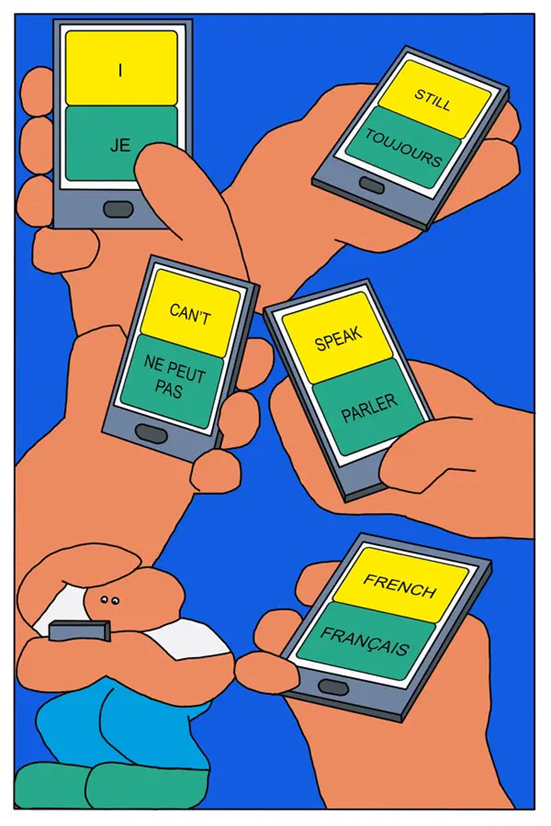 I
JE
STILL
TOUJOURS
CAN'T
NE PEUT
PAS
SPEAK
PARLER
FRENCH
FRANÇAIS